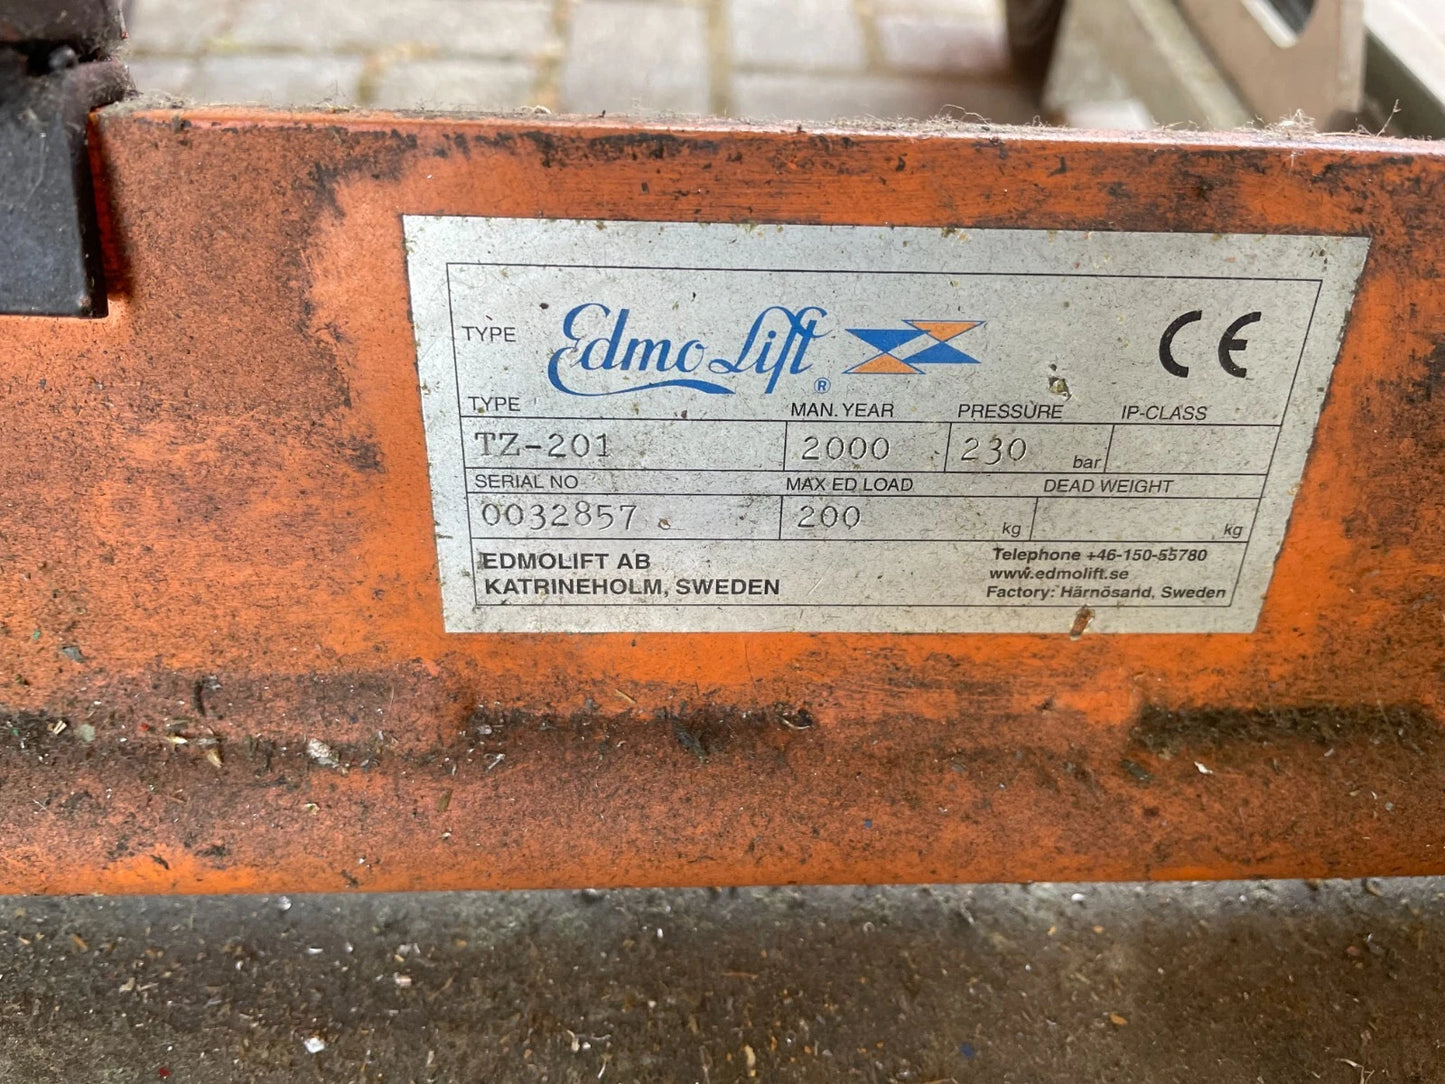 TYPE Edmo Lift ® CE
TYPE MAN. YEAR PRESSURE IP-CLASS
TZ-201 2000 230 bar
SERIAL NO MAX ED LOAD DEAD WEIGHT
0032857 200 kg kg
EDMOLIFT AB
KATRINEHOLM, SWEDEN
Telephone +46-150-55780
www.edmolift.se
Factory: Härnösand, Sweden